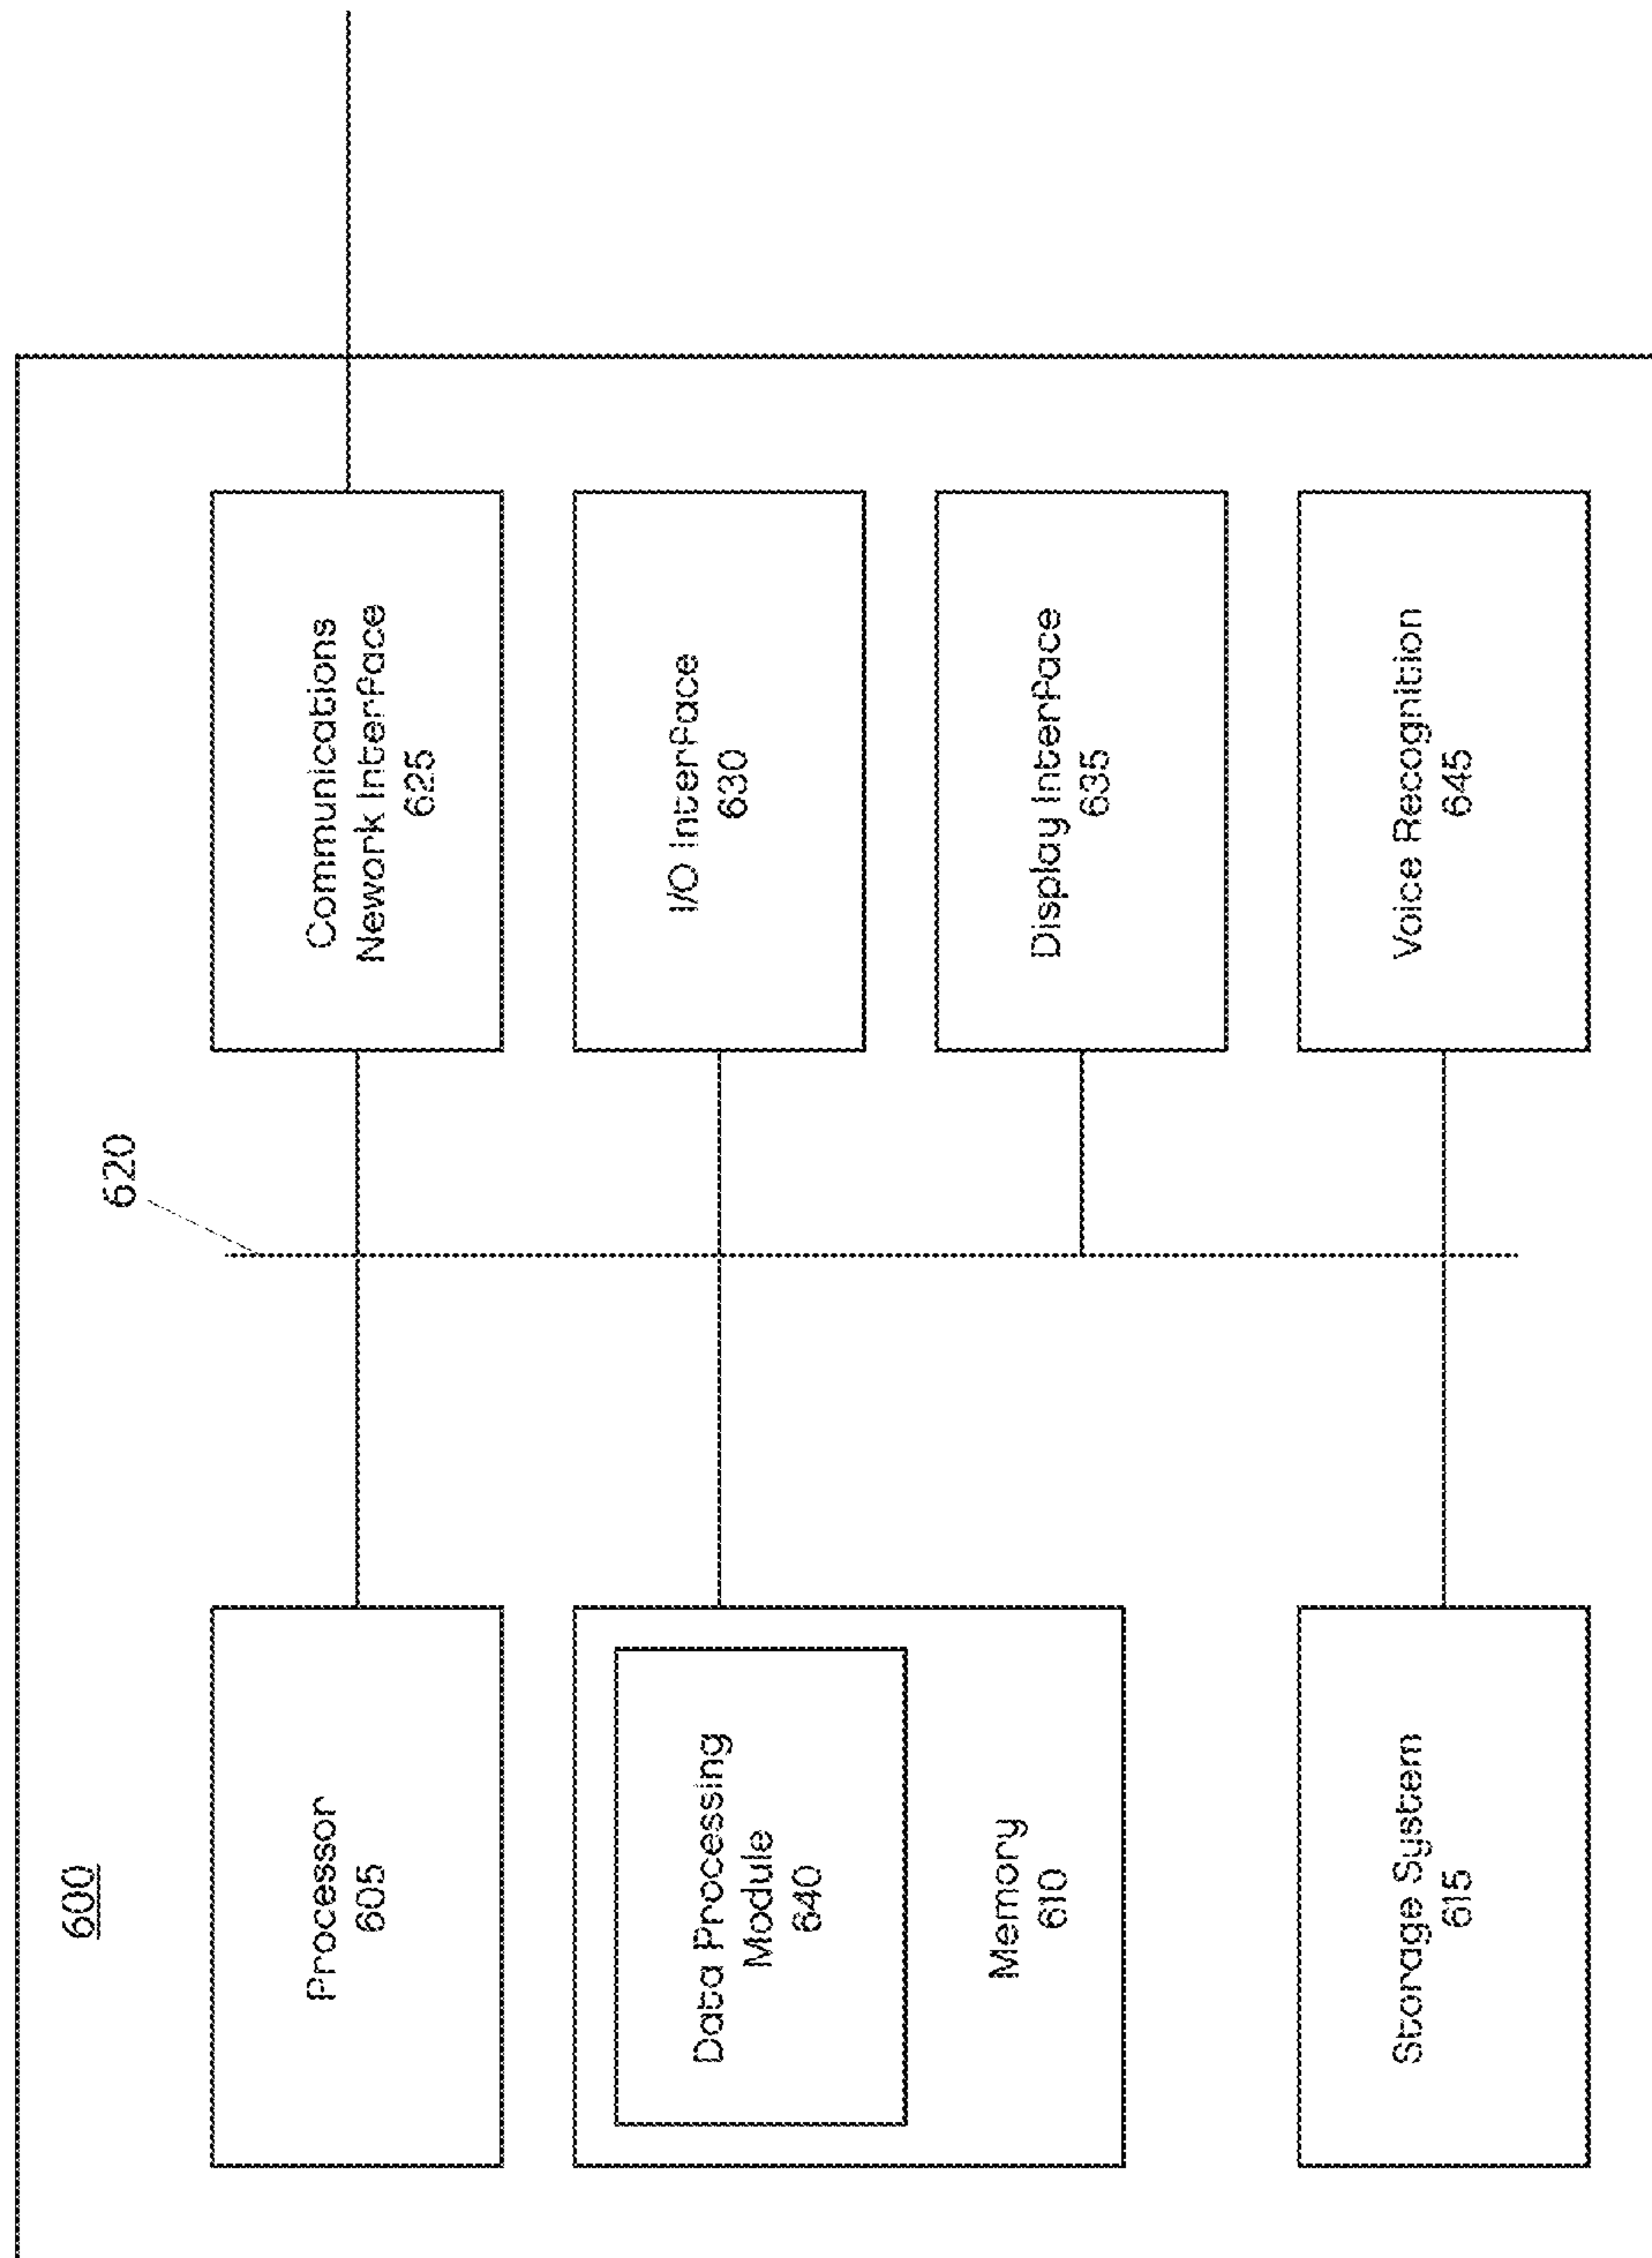 600
620
Processor
605
Communications
Nework Interface
625
Data Processing
Module
640
Memory
610
I/O Interface
630
Display Interface
635
Storage System
615
Voice Recognition
645